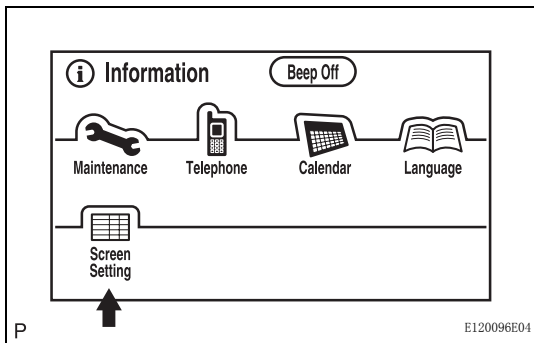 i Information Beep Off
Maintenance Telephone Calendar Language
Screen
Setting
P E120096E04